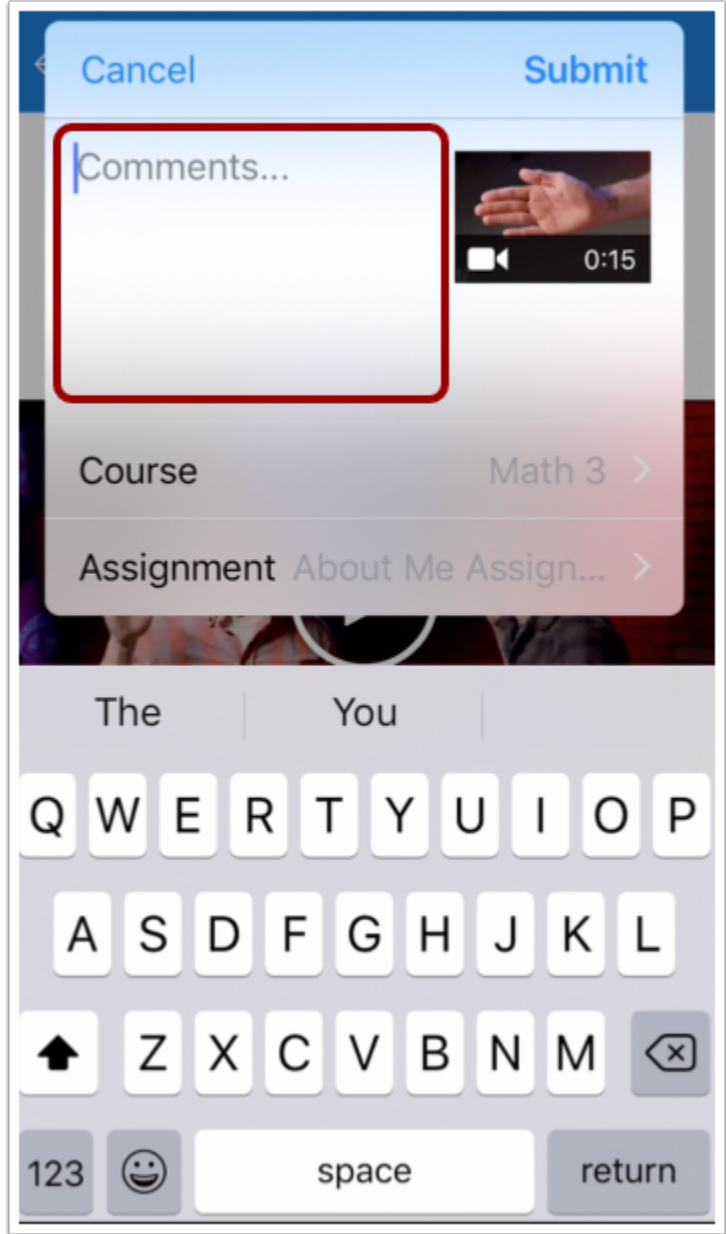 Cancel Submit
Comments...
0:15
Course Math 3
Assignment About Me Assign...
The You
Q W E R T Y U I O P
A S D F G H J K L
Z X C V B N M
123 space return